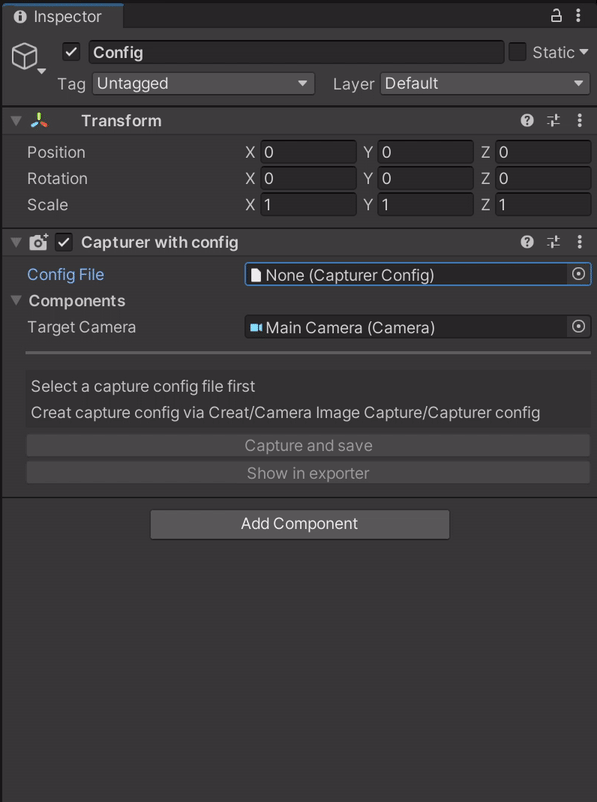 Inspector
Config Static
Tag Untagged Layer Default
Transform
Position X 0 Y 0 Z 0
Rotation X 0 Y 0 Z 0
Scale X 1 Y 1 Z 1
Capturer with config
Config File None (Capturer Config)
Components
Target Camera Main Camera (Camera)
Select a capture config file first
Creat capture config via Creat/Camera Image Capture/Capturer config
Capture and save
Show in exporter
Add Component